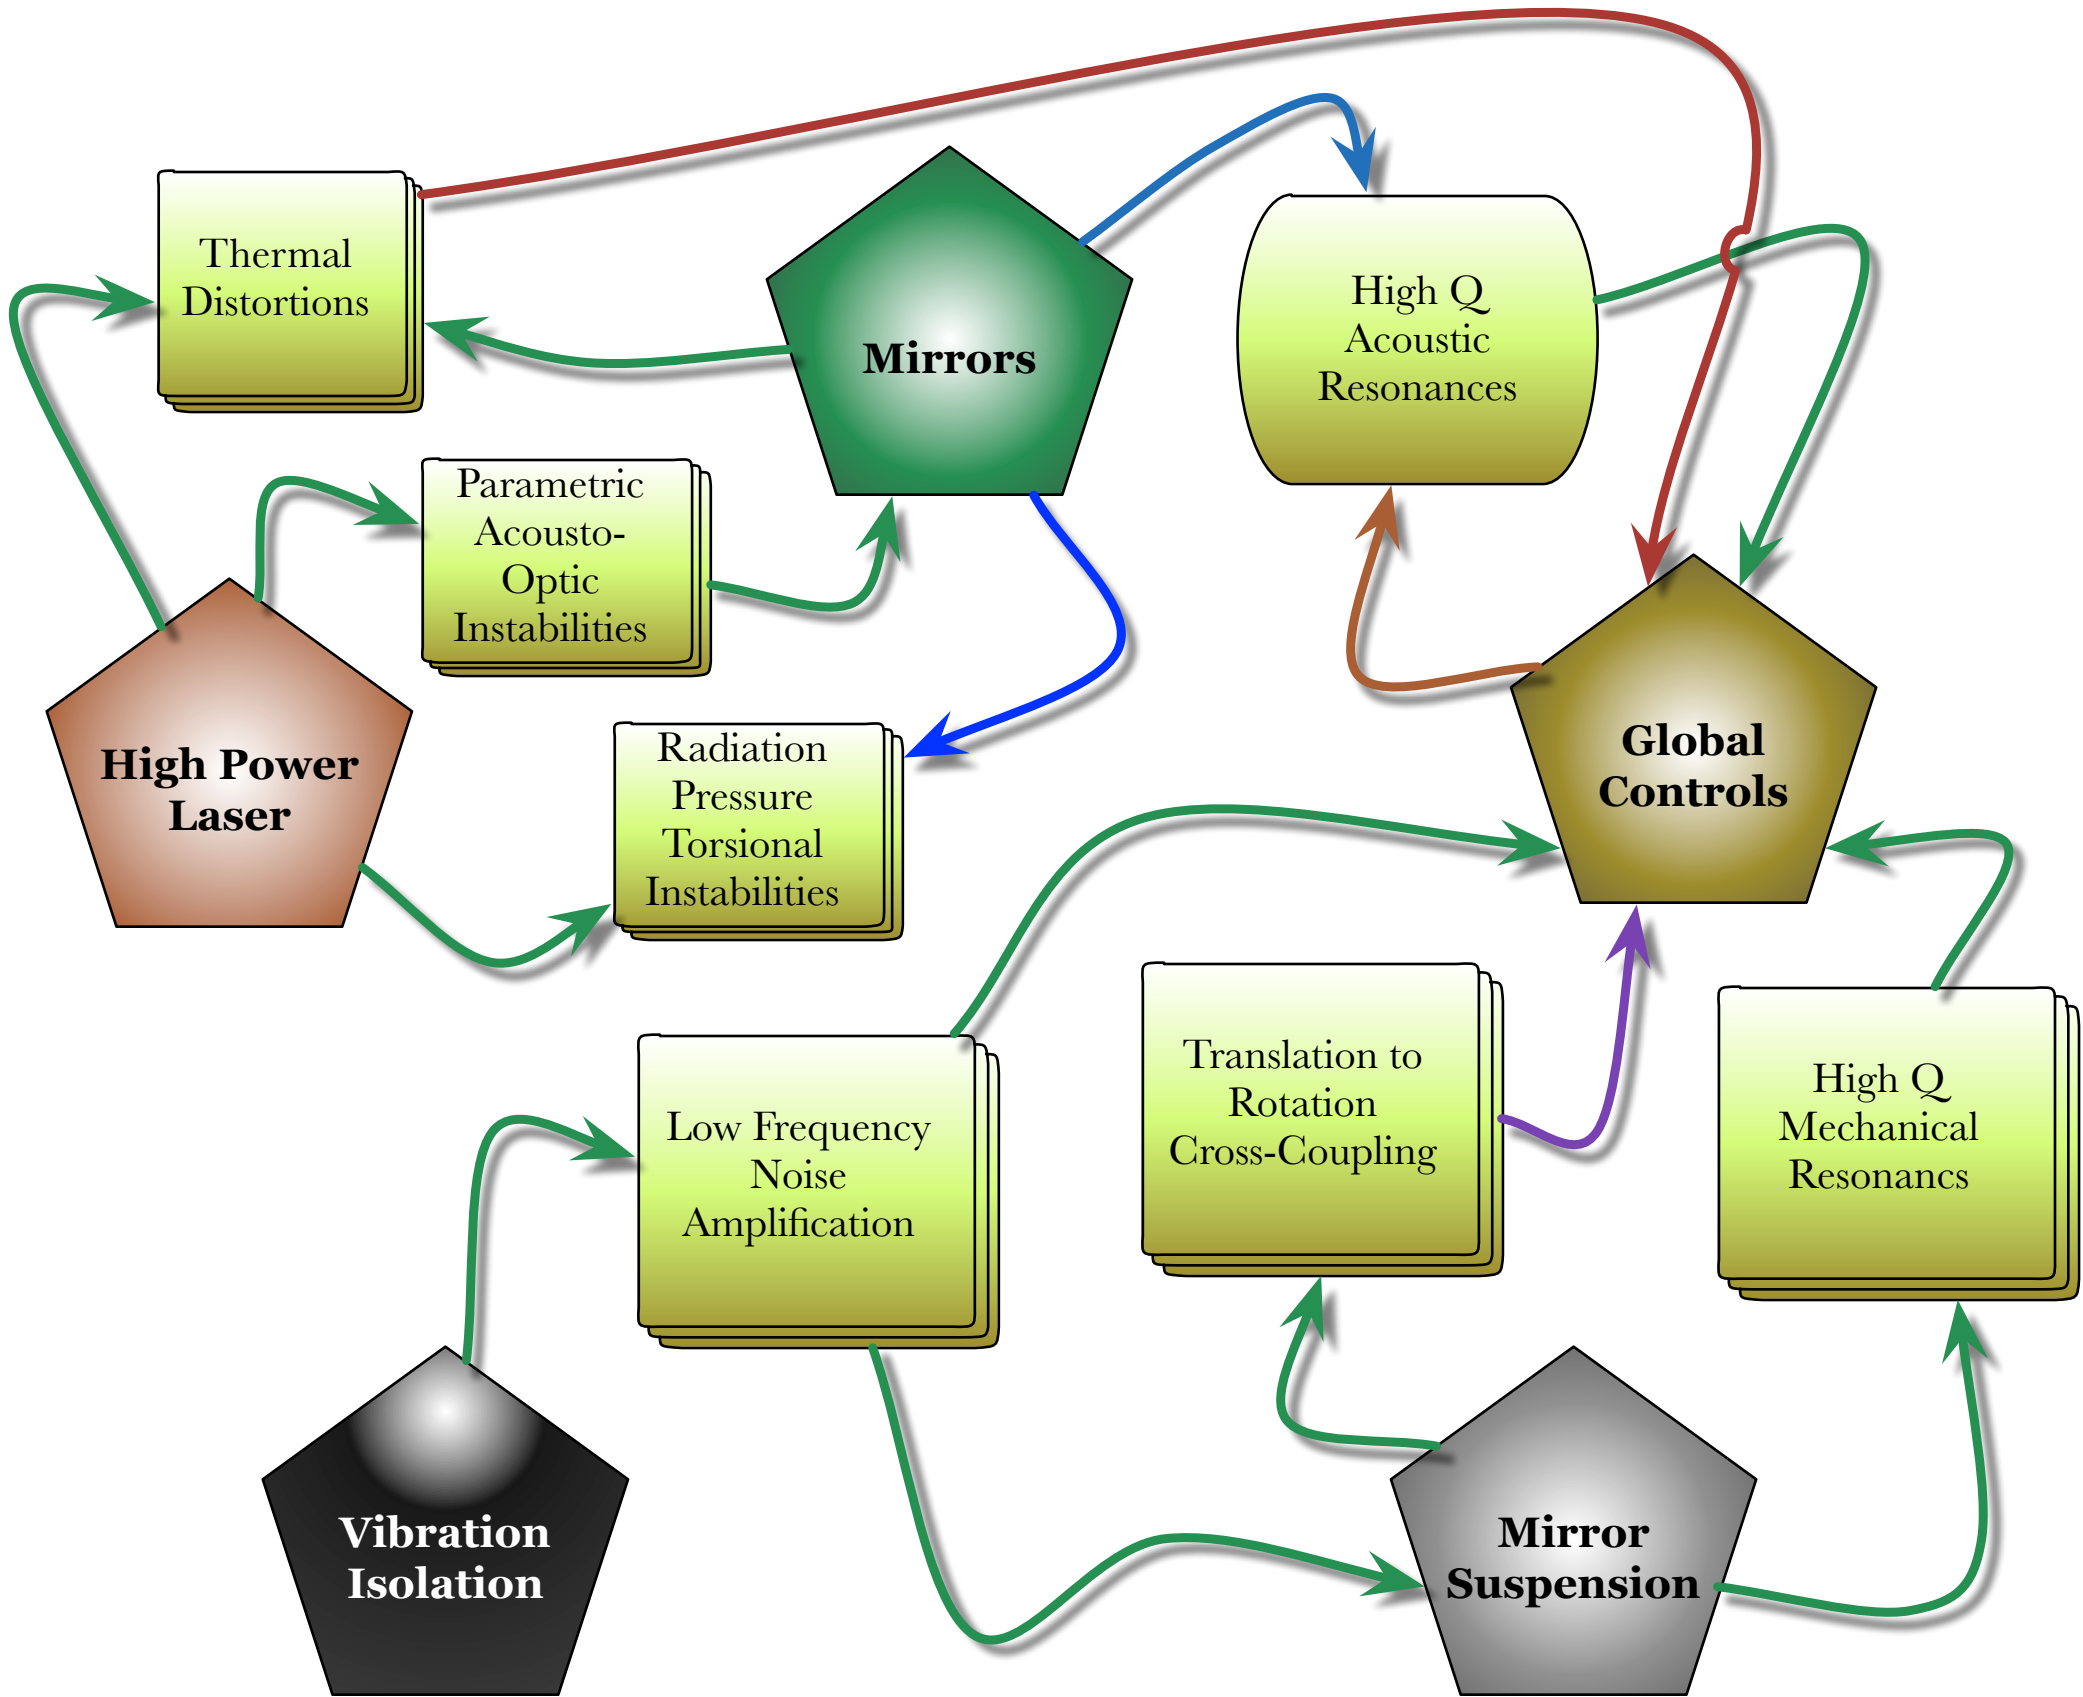 Thermal
Distortions
Mirrors
High Q
Acoustic
Resonances
Parametric
Acousto-
Optic
Instabilities
High Power
Laser
Radiation
Pressure
Torsional
Instabilities
Global
Controls
Low Frequency
Noise
Amplification
Translation to
Rotation
Cross-Coupling
High Q
Mechanical
Resonancs
Vibration
Isolation
Mirror
Suspension